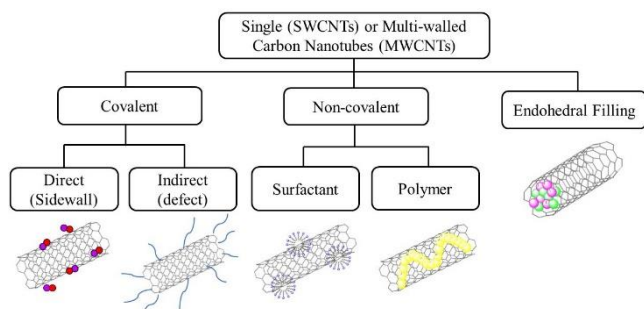 Single (SWCNTs) or Multi-walled
Carbon Nanotubes (MWCNTs)
Covalent
Non-covalent
Endohedral Filling
Direct
(Sidewall)
Indirect
(defect)
Surfactant
Polymer